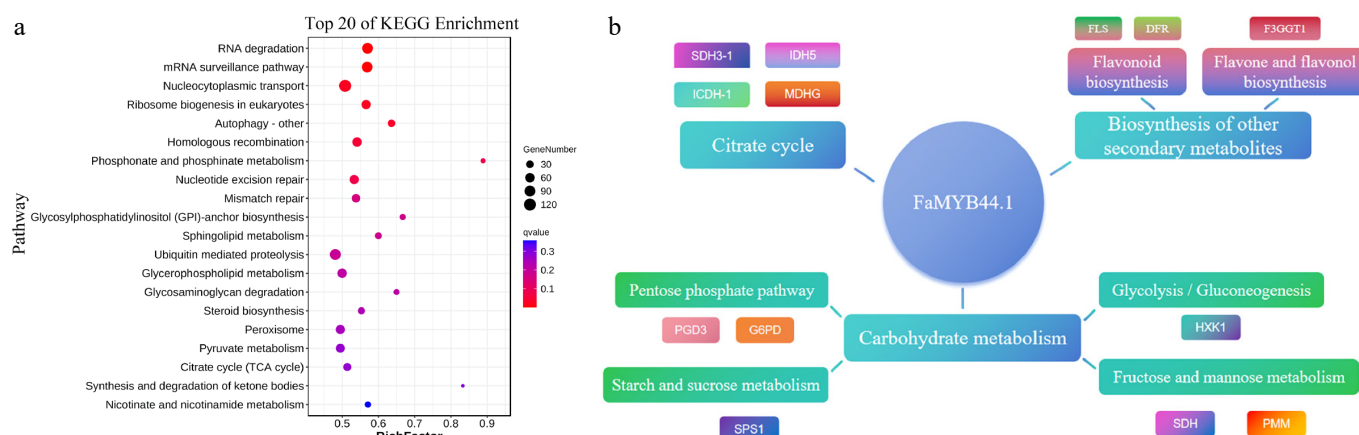 a
Top 20 of KEGG Enrichment
Pathway
RNA degradation
mRNA surveillance pathway
Nucleocytoplasmic transport
Ribosome biogenesis in eukaryotes
Autophagy - other
Homologous recombination
Phosphonate and phosphinate metabolism
Nucleotide excision repair
Mismatch repair
Glycosylphosphatidylinositol (GPI)-anchor biosynthesis
Sphingolipid metabolism
Ubiquitin mediated proteolysis
Glycerophospholipid metabolism
Glycosaminoglycan degradation
Steroid biosynthesis
Peroxisome
Pyruvate metabolism
Citrate cycle (TCA cycle)
Synthesis and degradation of ketone bodies
Nicotinate and nicotinamide metabolism
0.5 0.6 0.7 0.8 0.9
RichFactor
GeneNumber
30
60
90
120
qvalue
0.3
0.2
0.1
b
SDH3-1 IDH5
ICDH-1 MDHG
Citrate cycle
FLS DFR F3GGT1
Flavonoid
biosynthesis
Flavone and flavonol
biosynthesis
Biosynthesis of other
secondary metabolites
FaMYB44.1
Pentose phosphate pathway
PGD3 G6PD
Starch and sucrose metabolism
SPS1
Carbohydrate metabolism
Glycolysis / Gluconeogenesis
HXK1
Fructose and mannose metabolism
SDH PMM